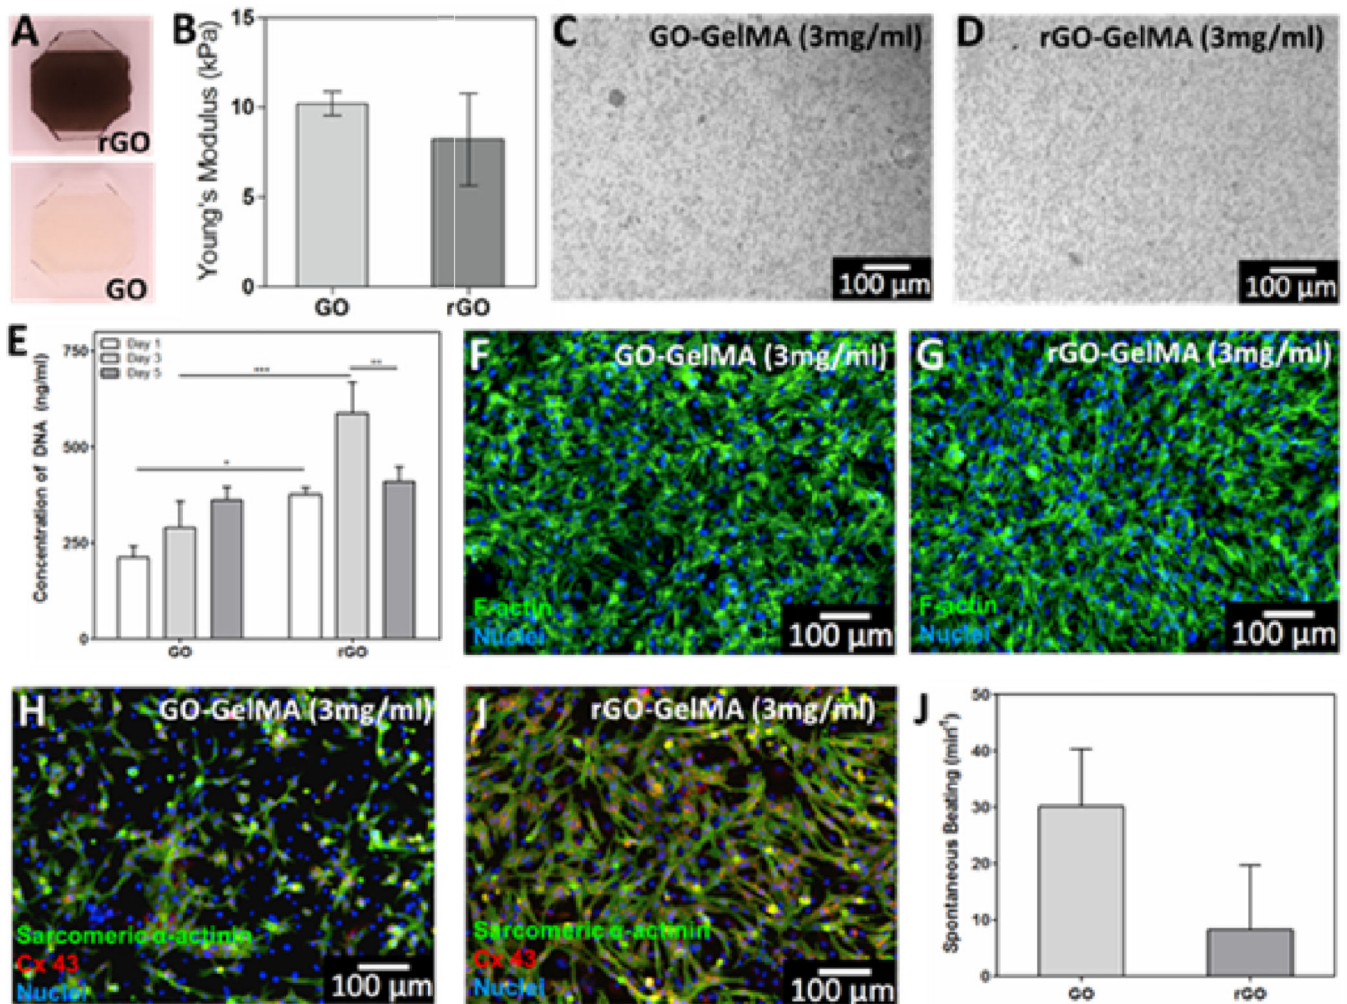 A
rGO
GO
B
Young's Modulus (kPa)
15
10
5
0
GO
rGO
C
GO-GelMA (3mg/ml)
100 µm
D
rGO-GelMA (3mg/ml)
100 µm
E
Concentration of DNA (ng/ml)
750
500
250
0
Day 1
Day 3
Day 5
*
***
**
GO
rGO
F
GO-GelMA (3mg/ml)
F-actin
Nuclei
100 µm
G
rGO-GelMA (3mg/ml)
F-actin
Nuclei
100 µm
H
GO-GelMA (3mg/ml)
Sarcomeric α-actinin
Cx 43
Nuclei
100 µm
I
rGO-GelMA (3mg/ml)
Sarcomeric α-actinin
Cx 43
Nuclei
100 µm
J
Spontaneous Beating (min⁻¹)
50
40
30
20
10
0
GO
rGO